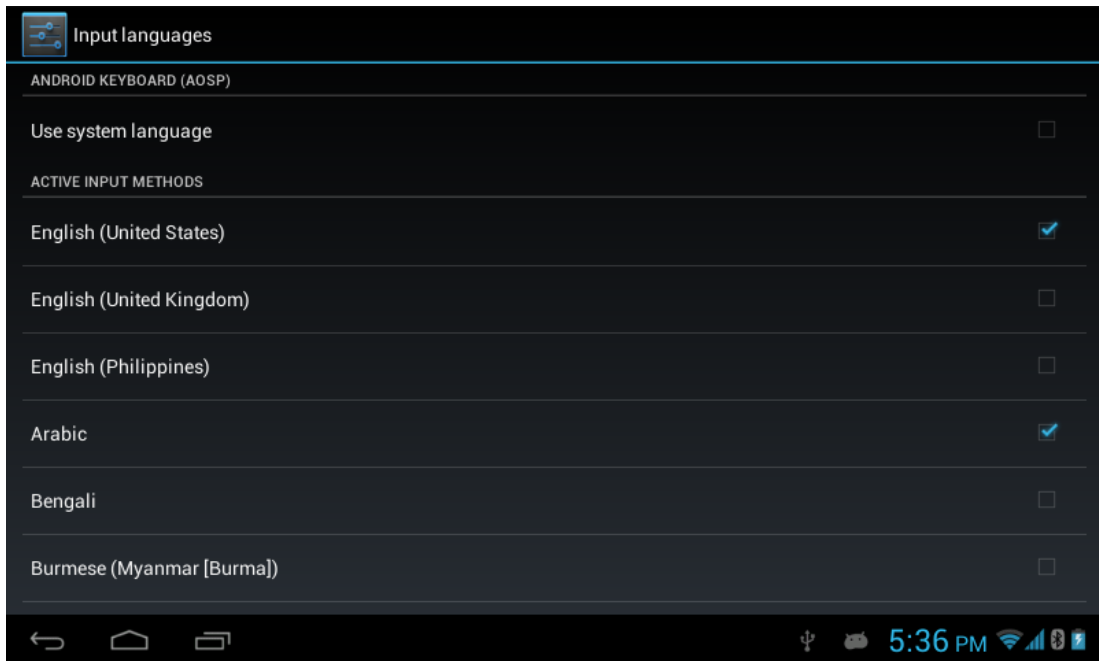 Input languages
ANDROID KEYBOARD (AOSP)
Use system language
ACTIVE INPUT METHODS
English (United States)
English (United Kingdom)
English (Philippines)
Arabic
Bengali
Burmese (Myanmar [Burma])
5:36 PM